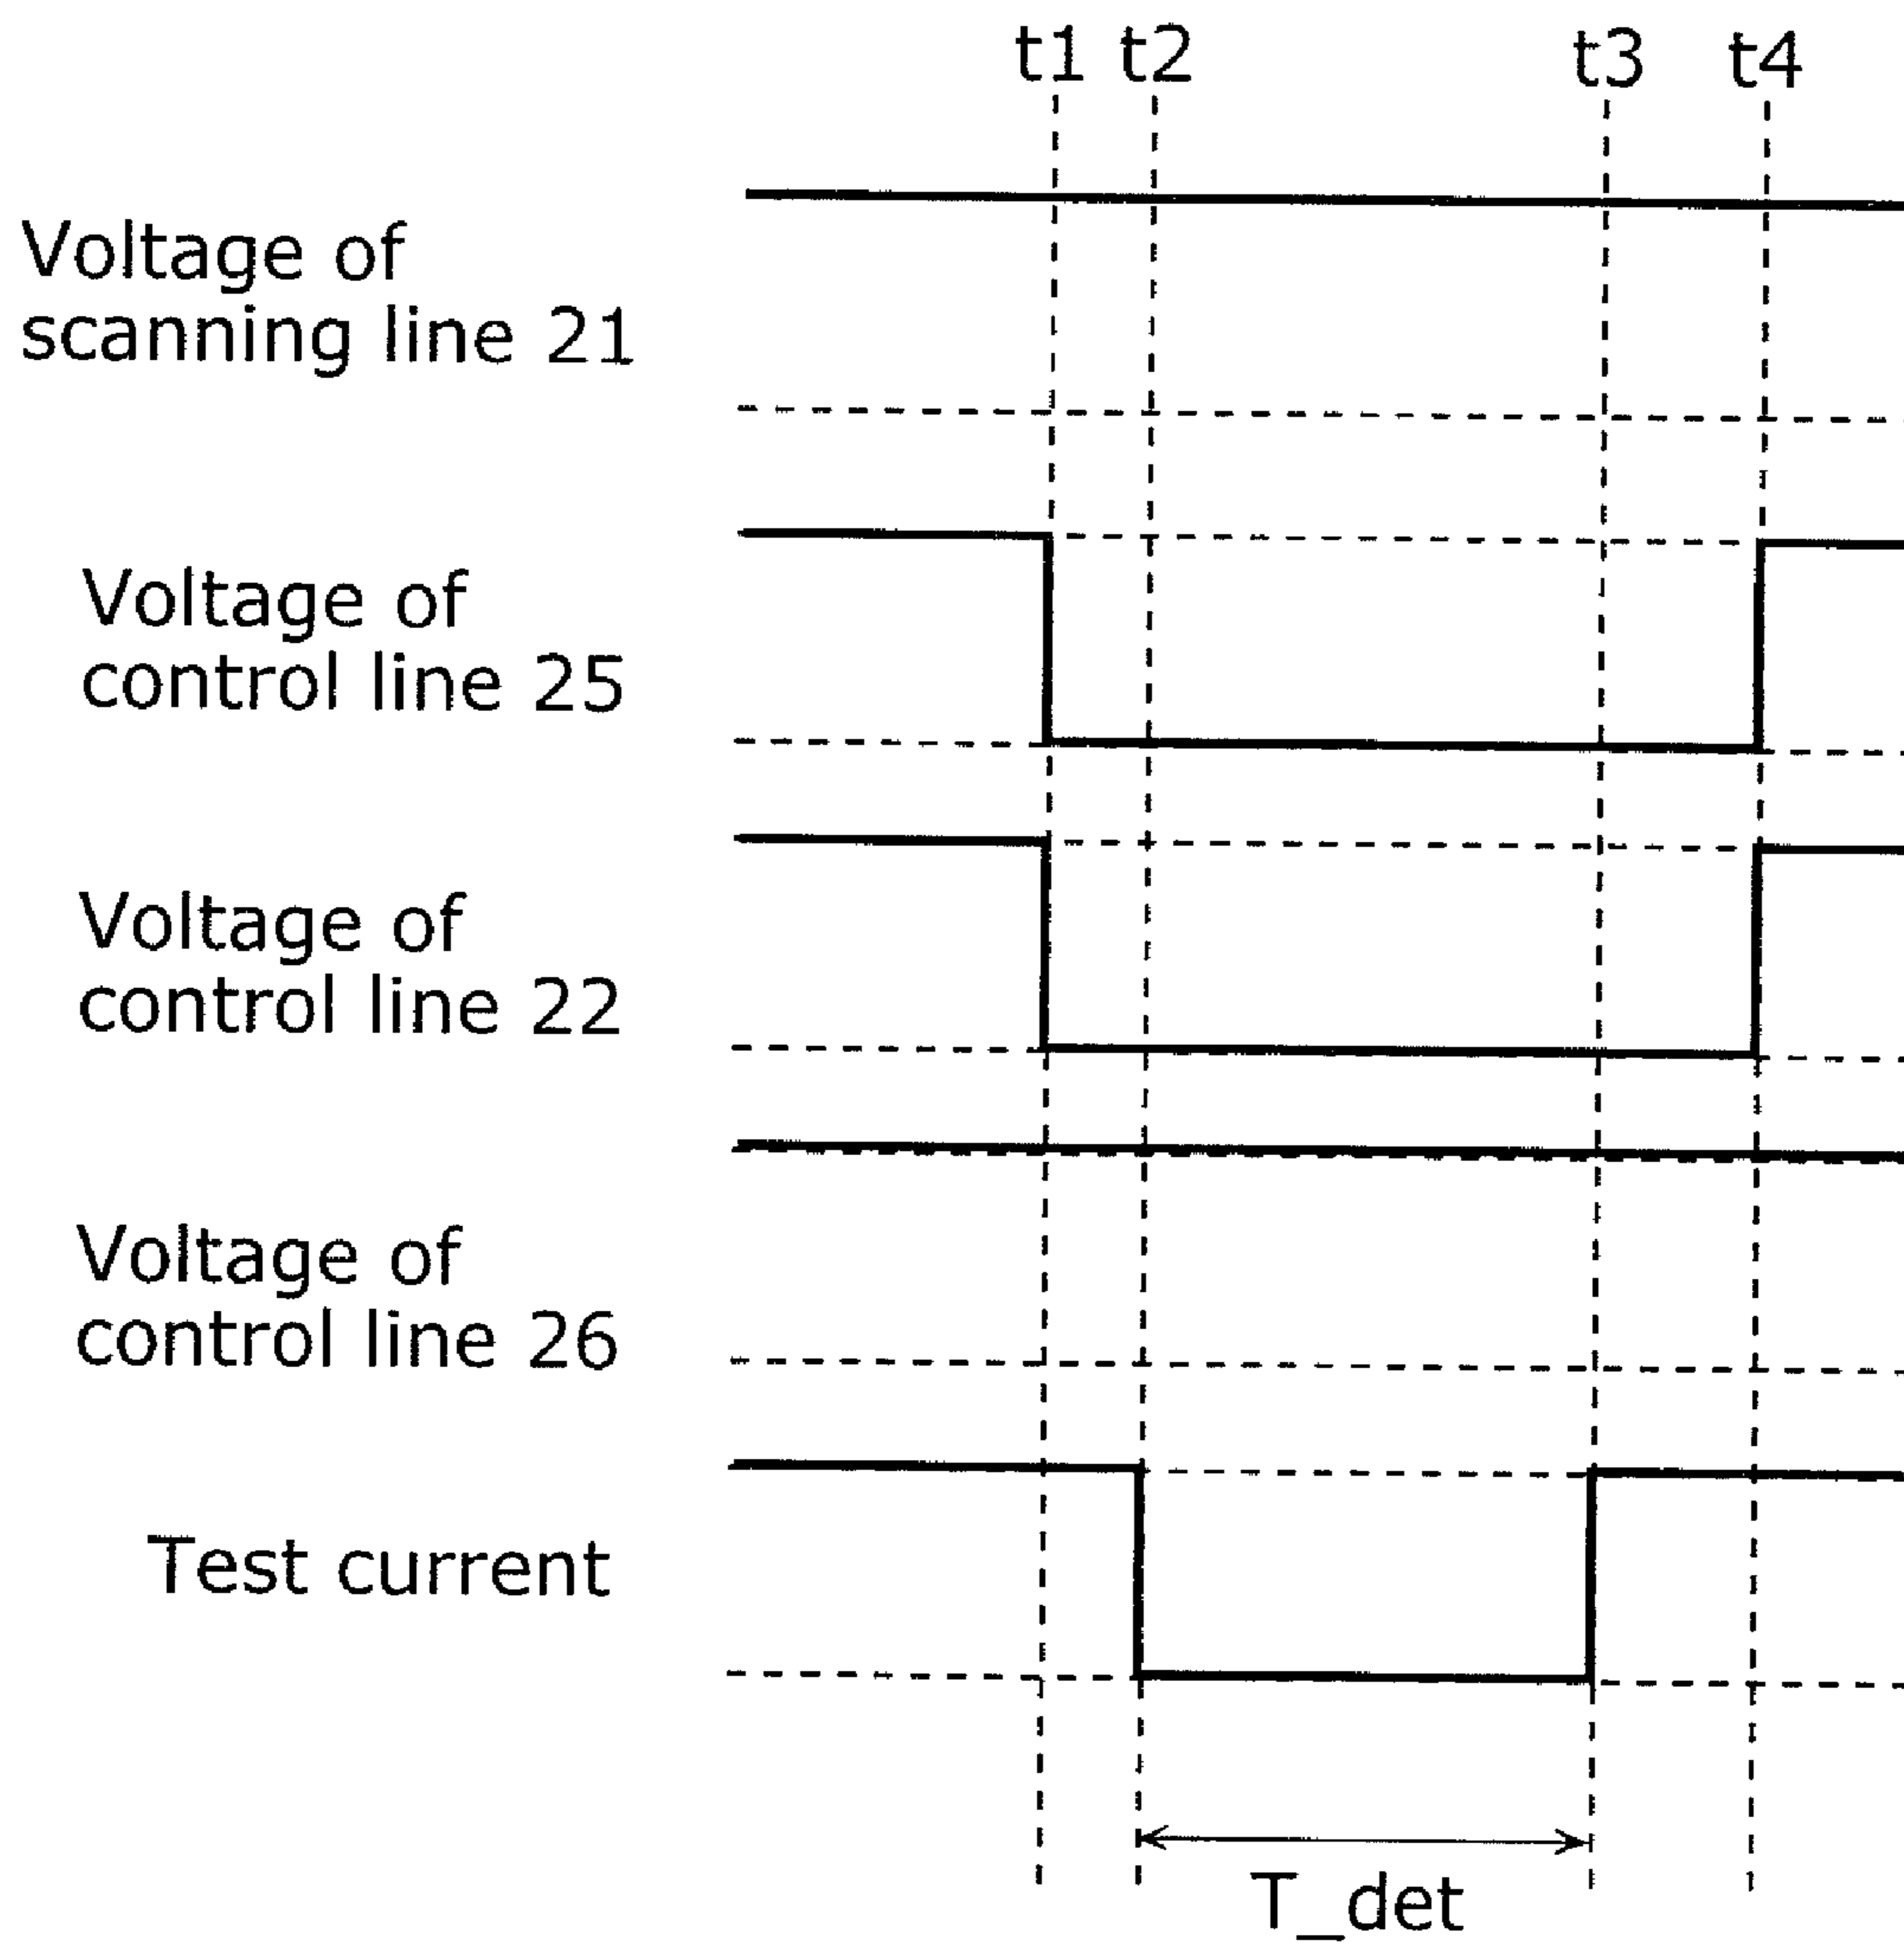 t1 t2 t3 t4
Voltage of
scanning line 21
Voltage of
control line 25
Voltage of
control line 22
Voltage of
control line 26
Test current
T_det